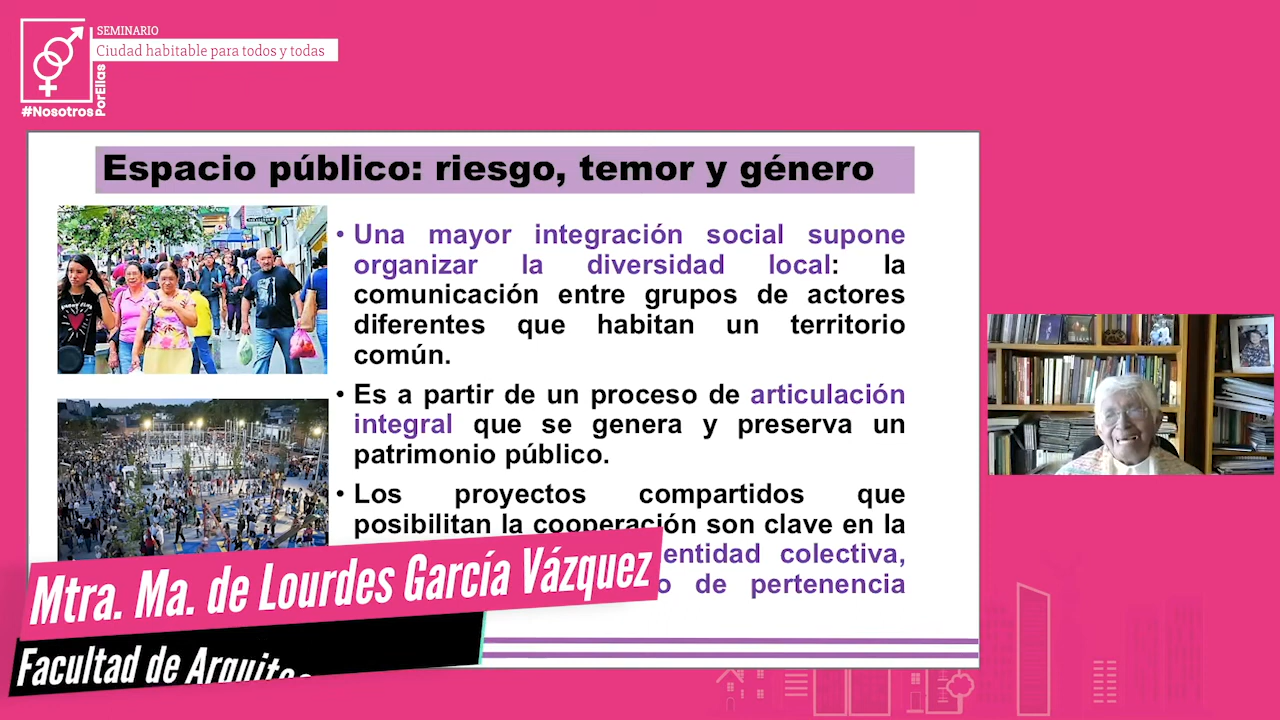 SEMINARIO
Ciudad habitable para todos y todas
#Nosotros
PorEllas
Espacio público: riesgo, temor y género
• Una mayor integración social supone
organizar la diversidad local: la
comunicación entre grupos de actores
diferentes que habitan un territorio
común.
• Es a partir de un proceso de articulación
integral que se genera y preserva un
patrimonio público.
• Los proyectos compartidos que
posibilitan la cooperación son clave en la
entidad colectiva,
de pertenencia
Mtra. Ma. de Lourdes García Vázquez
Facultad de